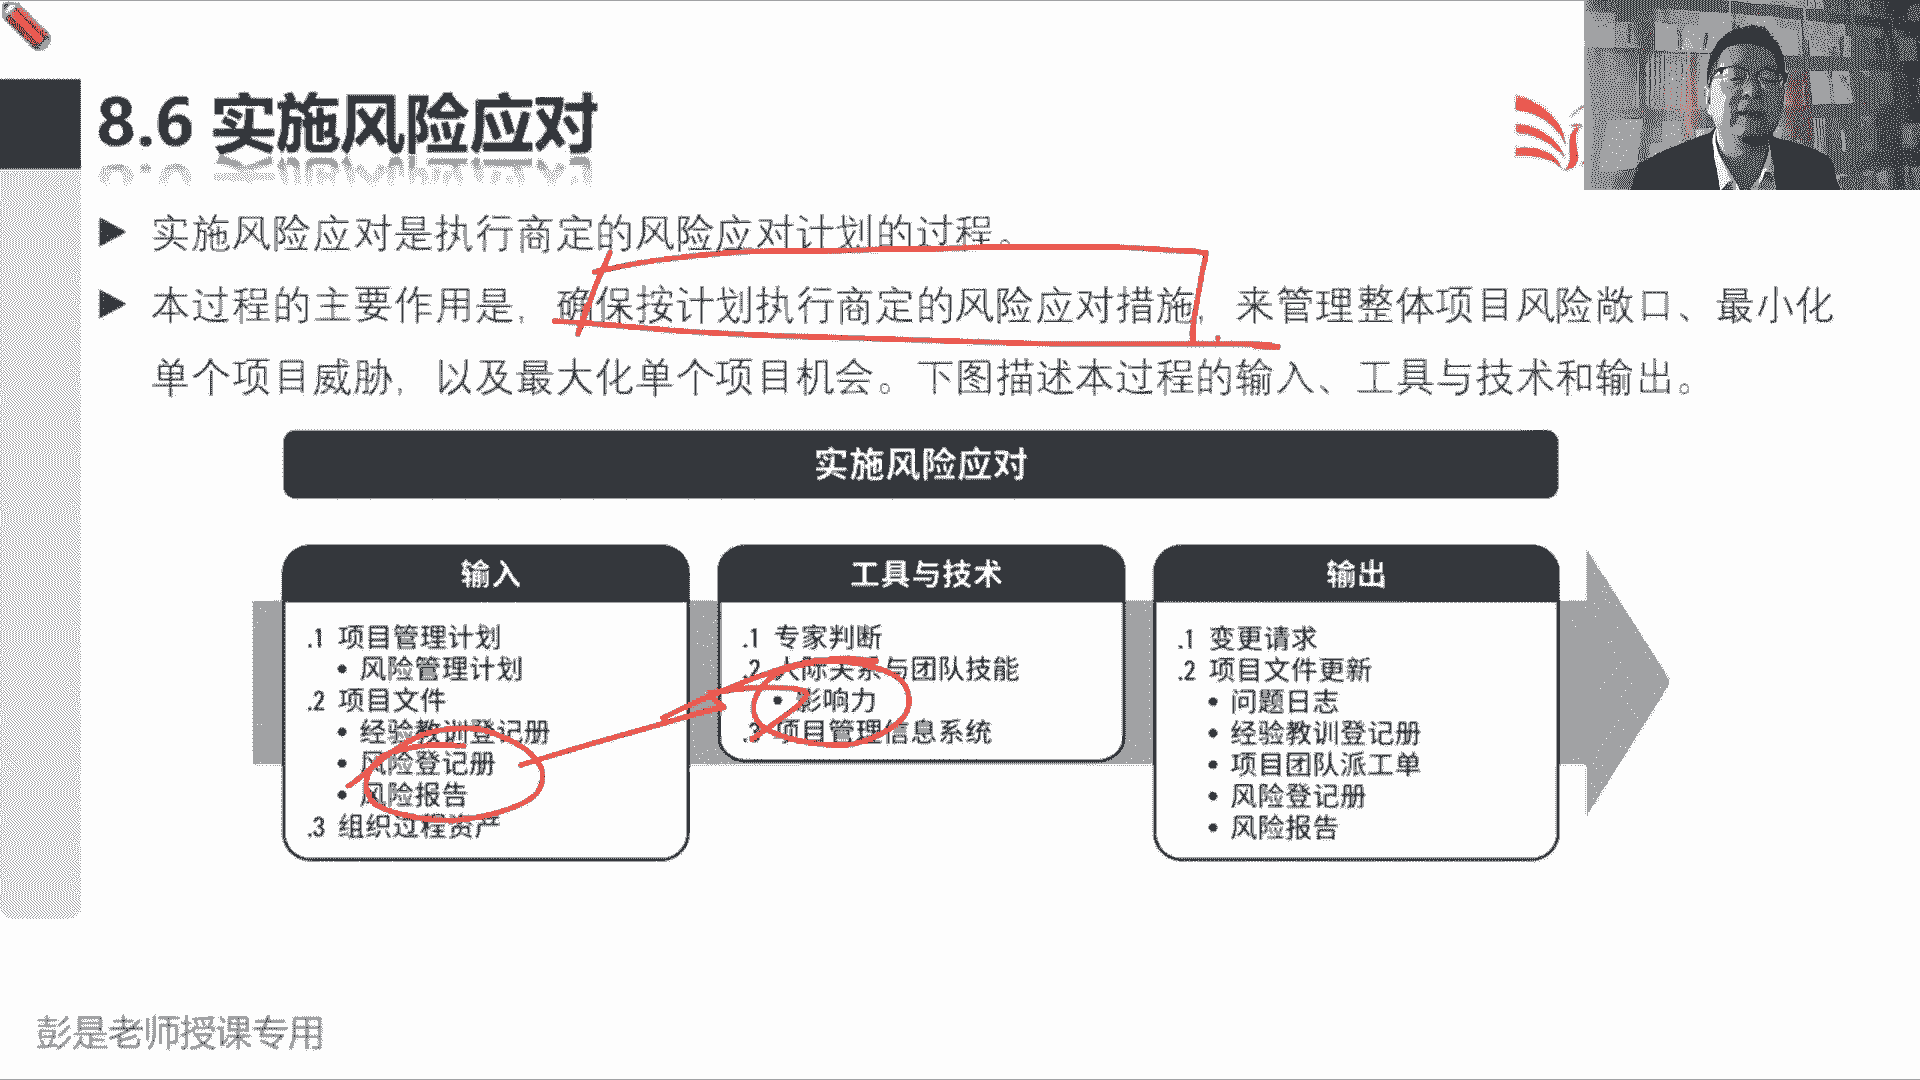 8.6 实施风险应对
实施风险应对是执行商定的风险应对计划的过程。
本过程的主要作用是，确保按计划执行商定的风险应对措施，来管理整体项目风险敞口、最小化
单个项目威胁，以及最大化单个项目机会。下图描述本过程的输入、工具与技术和输出。
实施风险应对
输入
.1 项目管理计划
• 风险管理计划
.2 项目文件
• 经验教训登记册
• 风险登记册
• 风险报告
.3 组织过程资产
工具与技术
.1 专家判断
.2 人际关系与团队技能
• 影响力
.3 项目管理信息系统
输出
.1 变更请求
.2 项目文件更新
• 问题日志
• 经验教训登记册
• 项目团队派工单
• 风险登记册
• 风险报告
彭是老师授课专用